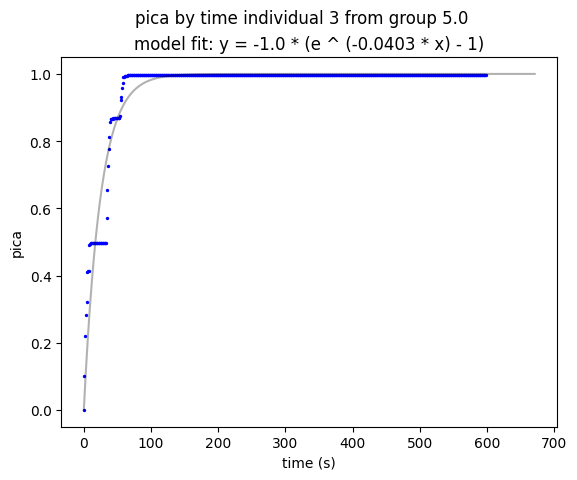 pica by time individual 3 from group 5.0
model fit: y = -1.0 * (e ^ (-0.0403 * x) - 1)
1.0
0.8
0.6
0.4
0.2
0.0
pica
0 100 200 300 400 500 600 700
time (s)